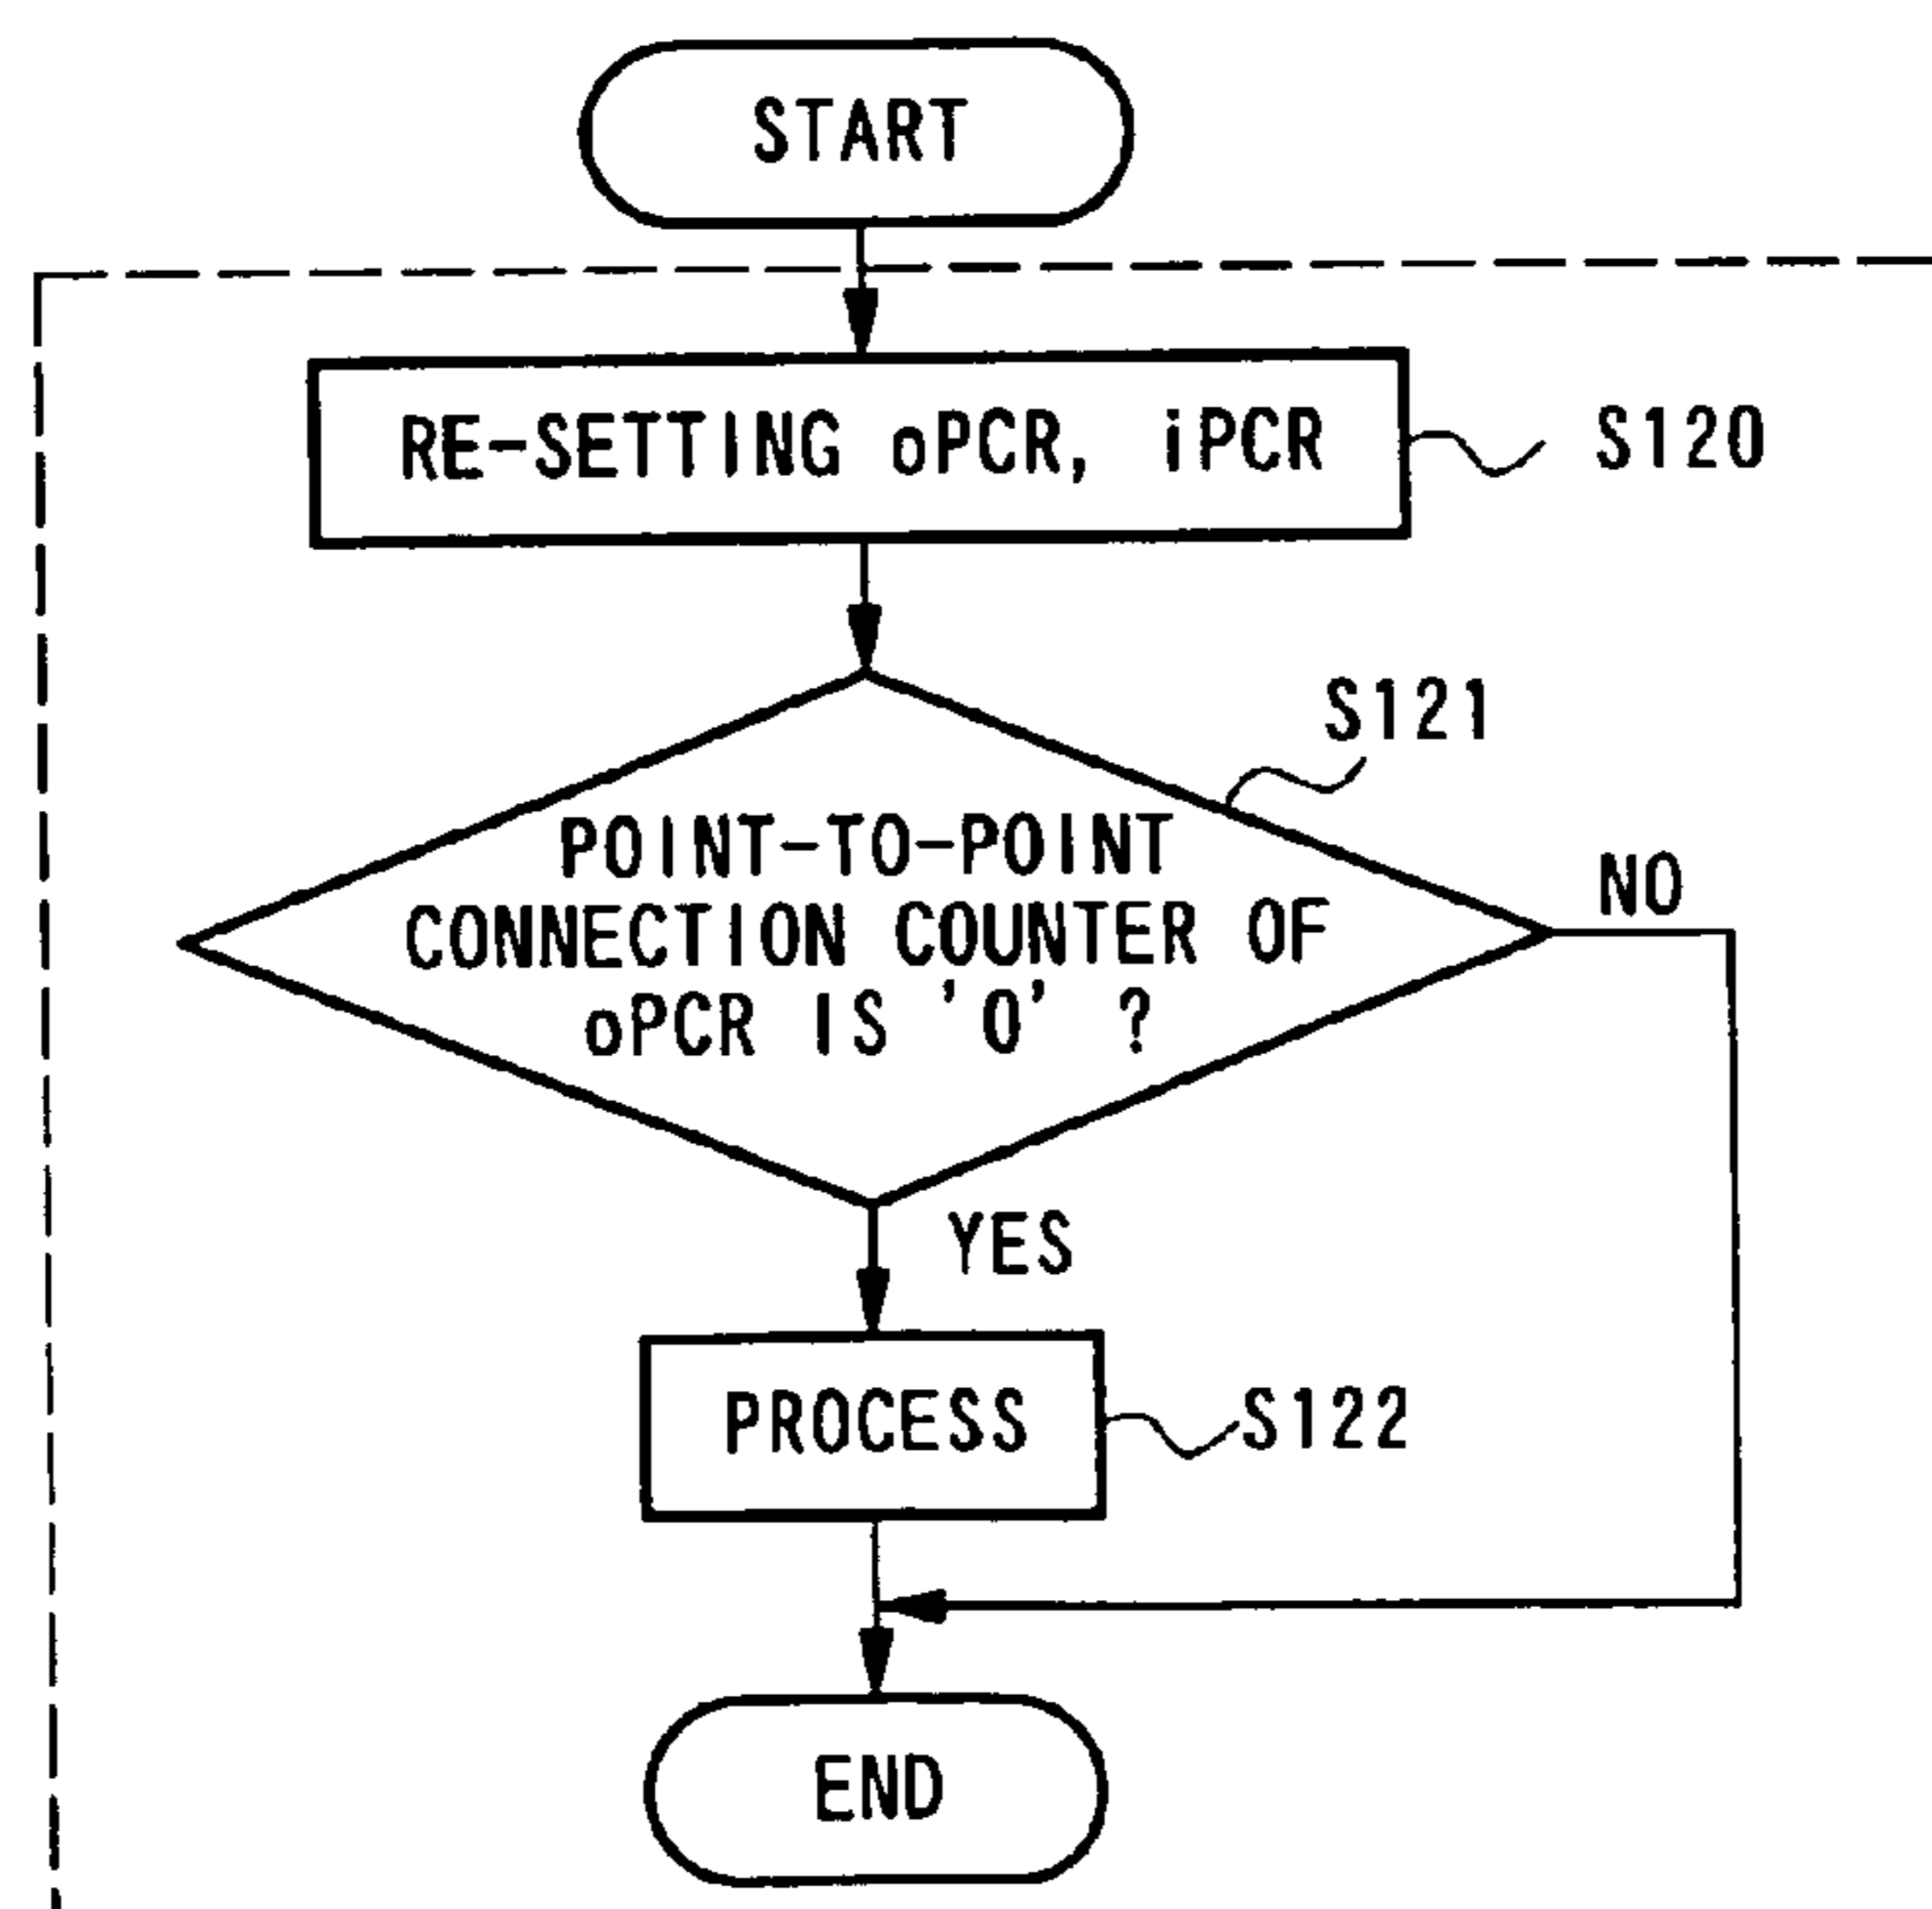 START
RE-SETTING oPCR, iPCR
S120
S121
POINT-TO-POINT
CONNECTION COUNTER OF
oPCR IS '0' ?
NO
YES
PROCESS
S122
END